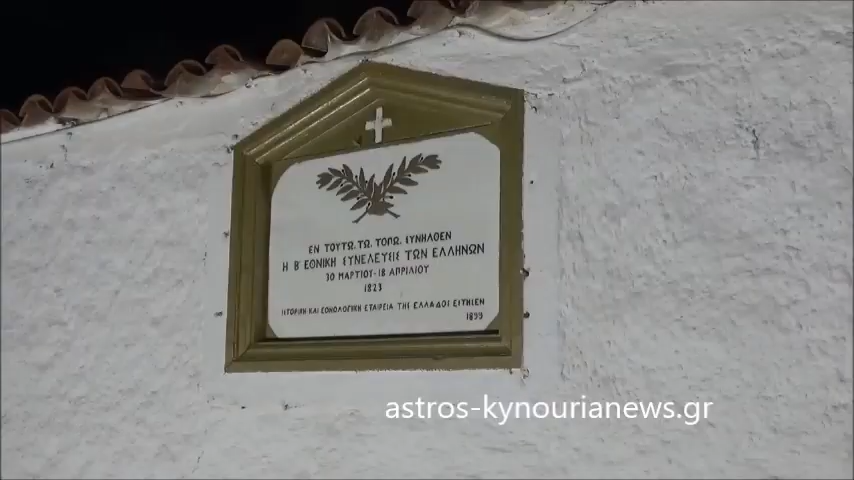 ΕΝ ΤΟΥΤΩ. ΤΩ. ΤΟΠΩ. ΣΥΝΗΛΘΕΝ
Η Β΄ ΕΘΝΙΚΗ ΣΥΝΕΛΕΥΣΙΣ ΤΩΝ ΕΛΛΗΝΩΝ
30 ΜΑΡΤΙΟΥ-18 ΑΠΡΙΛΙΟΥ
1823
ΙΣΤΟΡΙΚΗ ΚΑΙ ΕΘΝΟΛΟΓΙΚΗ ΕΤΑΙΡΕΙΑ ΤΗΣ ΕΛΛΑΔΟΣ ΕΣΤΗΣΕΝ
1899
astros-kynourianews.gr